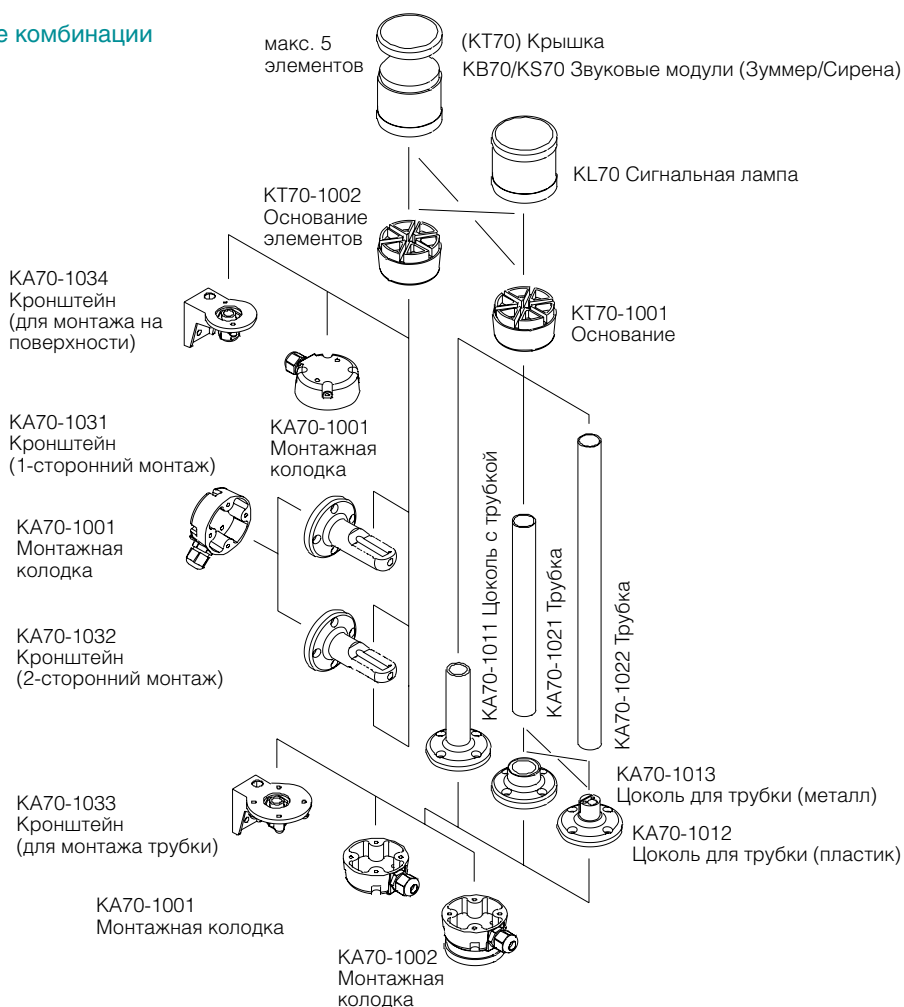 е комбинации
макс. 5
элементов
(KT70) Крышка
KB70/KS70 Звуковые модули (Зуммер/Сирена)
KL70 Сигнальная лампа
KT70-1002
Основание
элементов
KA70-1034
Кронштейн
(для монтажа на
поверхности)
KT70-1001
Основание
KA70-1031
Кронштейн
(1-сторонний монтаж)
KA70-1001
Монтажная
колодка
KA70-1001
Монтажная
колодка
KA70-1011 Цоколь с трубкой
KA70-1021 Трубка
KA70-1022 Трубка
KA70-1032
Кронштейн
(2-сторонний монтаж)
KA70-1013
Цоколь для трубки (металл)
KA70-1033
Кронштейн
(для монтажа трубки)
KA70-1012
Цоколь для трубки (пластик)
KA70-1001
Монтажная колодка
KA70-1002
Монтажная
колодка